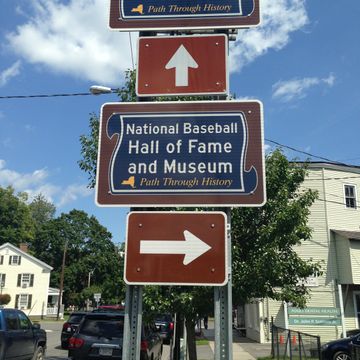 Path Through History
National Baseball
Hall of Fame
and Museum
Path Through History